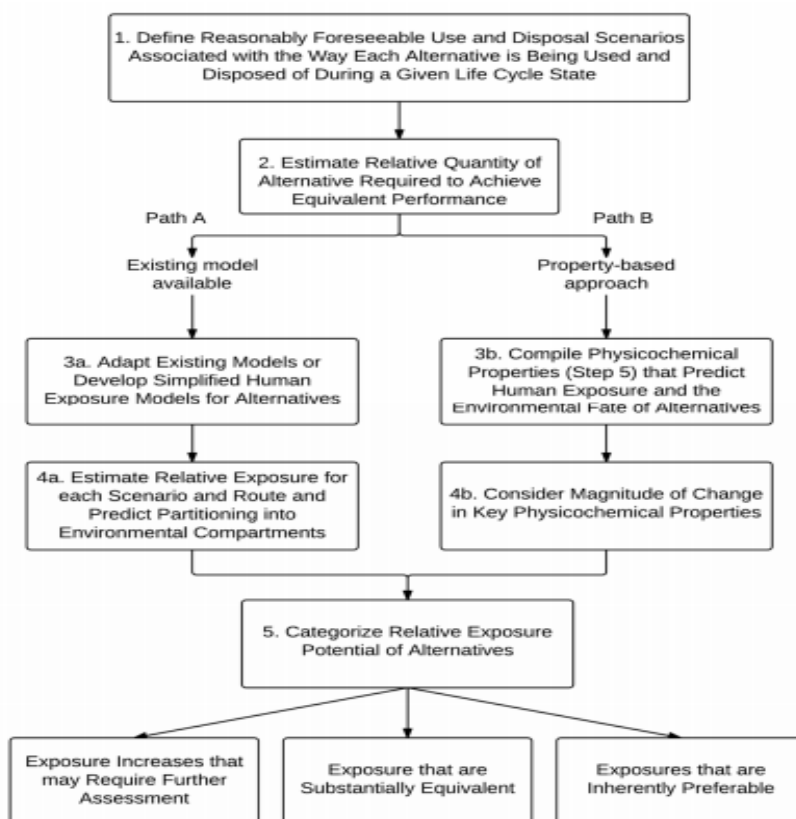 1. Define Reasonably Foreseeable Use and Disposal Scenarios
Associated with the Way Each Alternative is Being Used and
Disposed of During a Given Life Cycle State
2. Estimate Relative Quantity of
Alternative Required to Achieve
Equivalent Performance
Path A
Path B
Existing model
available
Property-based
approach
3a. Adapt Existing Models or
Develop Simplified Human
Exposure Models for Alternatives
3b. Compile Physicochemical
Properties (Step 5) that Predict
Human Exposure and the
Environmental Fate of Alternatives
4a. Estimate Relative Exposure for
each Scenario and Route and
Predict Partitioning into
Environmental Compartments
4b. Consider Magnitude of Change
in Key Physicochemical Properties
5. Categorize Relative Exposure
Potential of Alternatives
Exposure Increases that
may Require Further
Assessment
Exposure that are
Substantially Equivalent
Exposures that are
Inherently Preferable